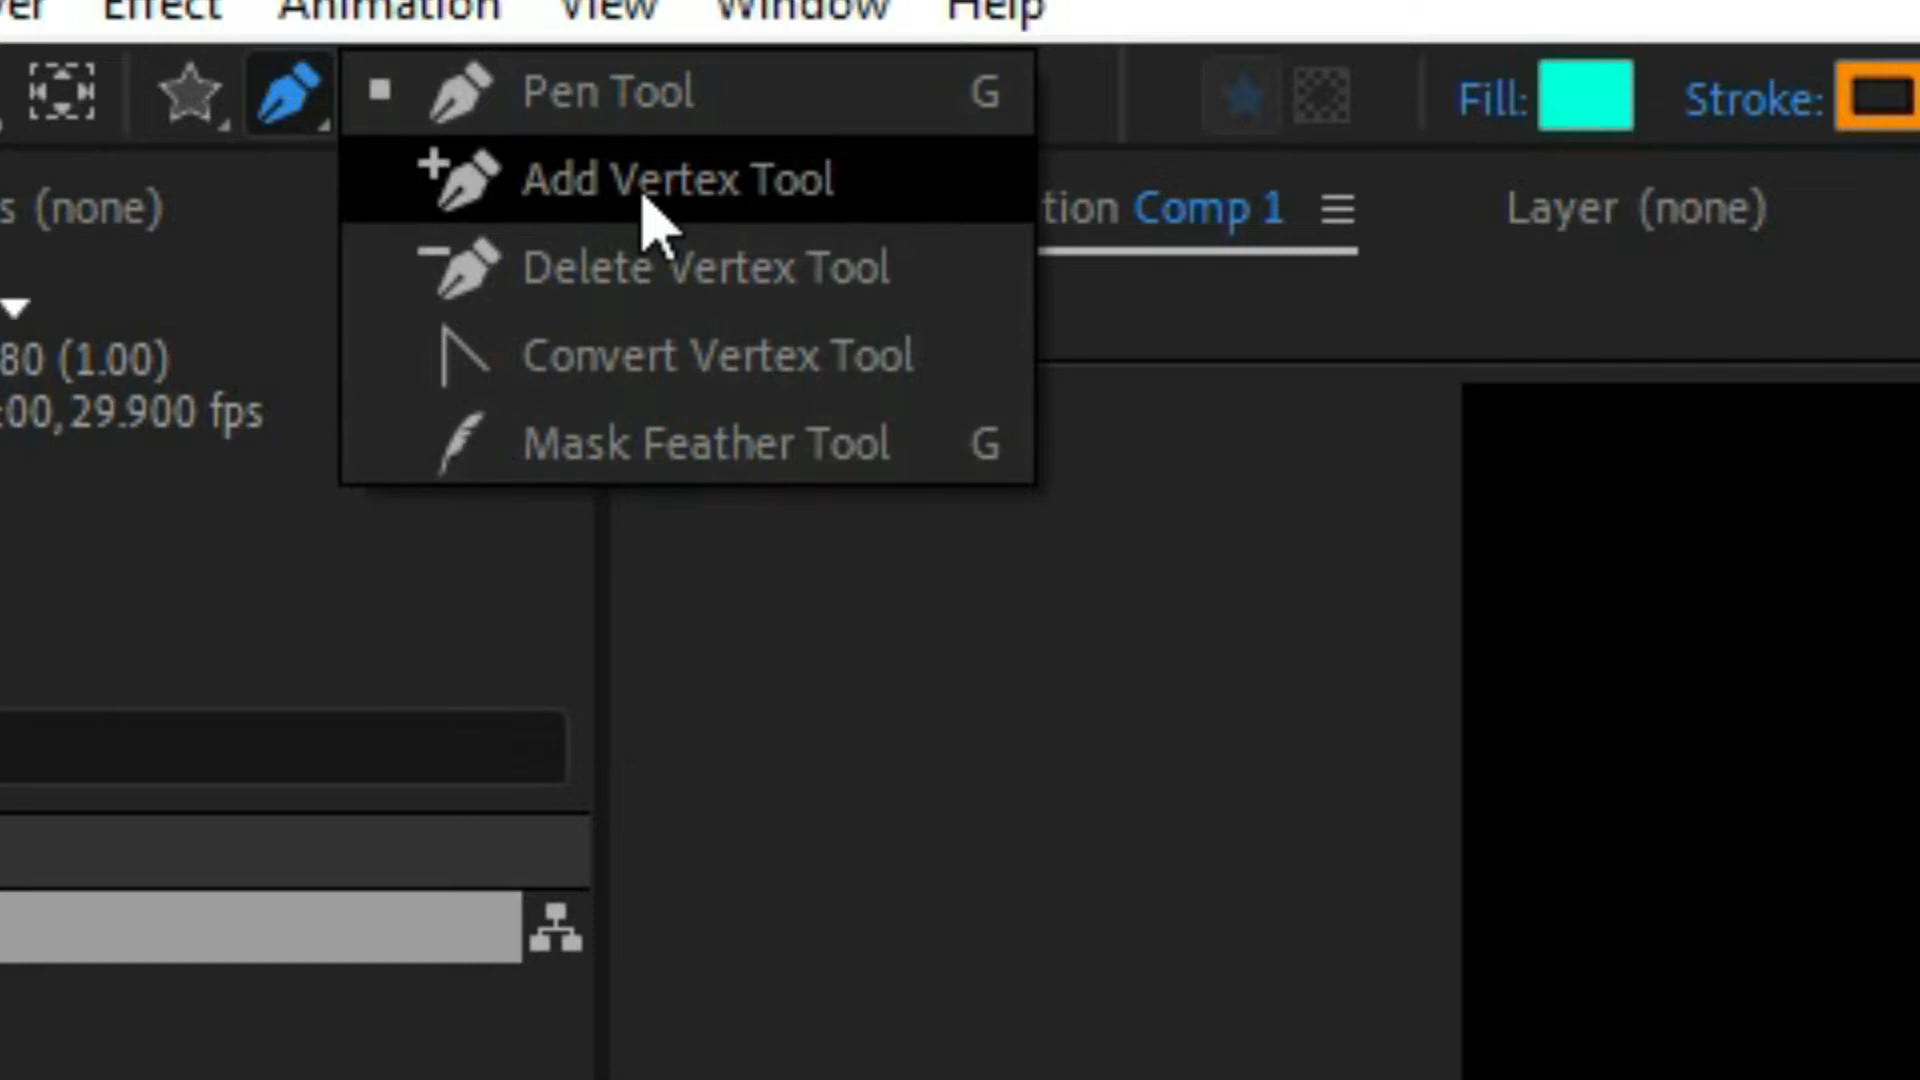 Effect Animation View Window Help
Pen Tool G
Fill: Stroke:
Add Vertex Tool
s (none)
tion Comp 1
Layer (none)
Delete Vertex Tool
80 (1.00)
Convert Vertex Tool
:00, 29.900 fps
Mask Feather Tool G